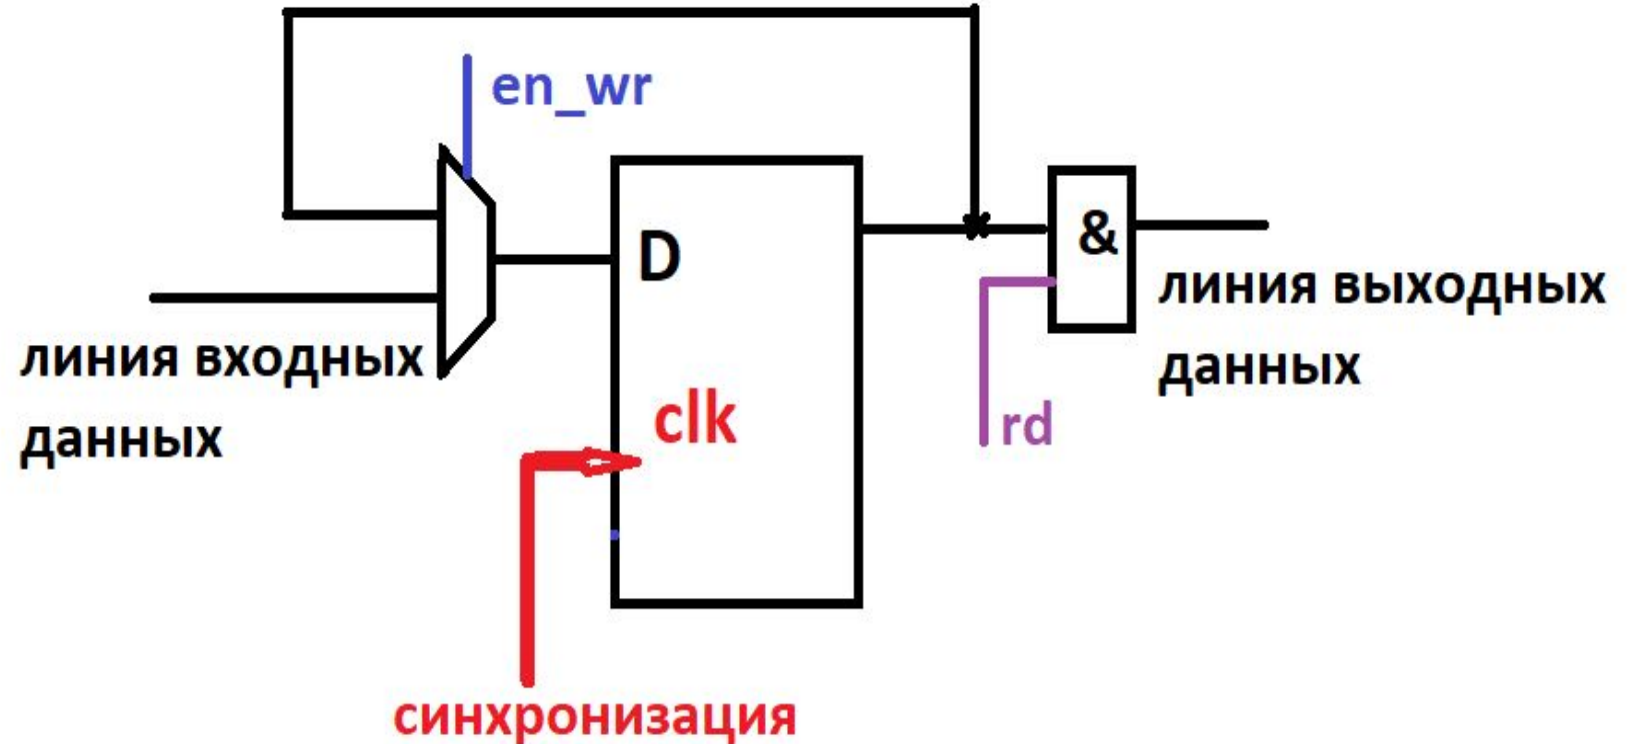 en_wr
D
&
clk
rd
линия входных
данных
линия выходных
данных
синхронизация